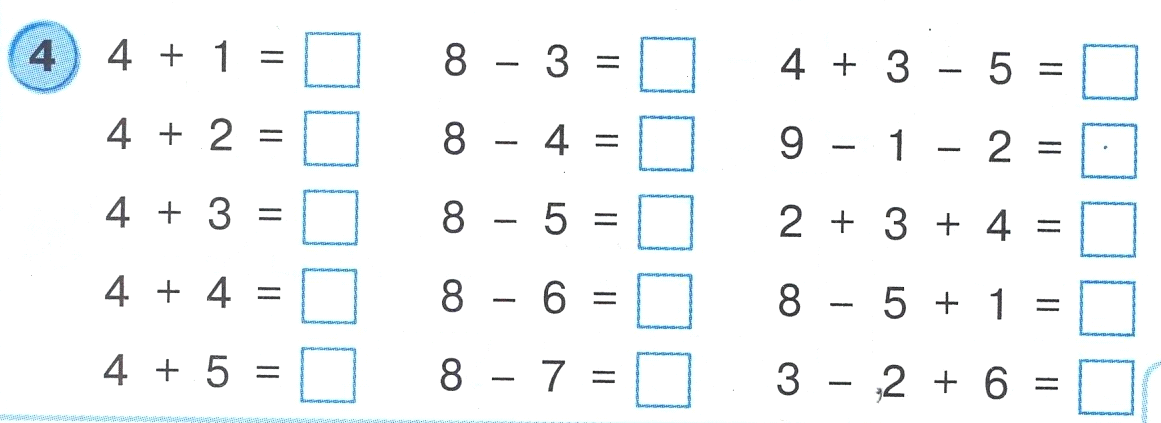 4 4 + 1 = □ 8 - 3 = □ 4 + 3 - 5 = □
4 + 2 = □ 8 - 4 = □ 9 - 1 - 2 = □
4 + 3 = □ 8 - 5 = □ 2 + 3 + 4 = □
4 + 4 = □ 8 - 6 = □ 8 - 5 + 1 = □
4 + 5 = □ 8 - 7 = □ 3 - 2 + 6 = □